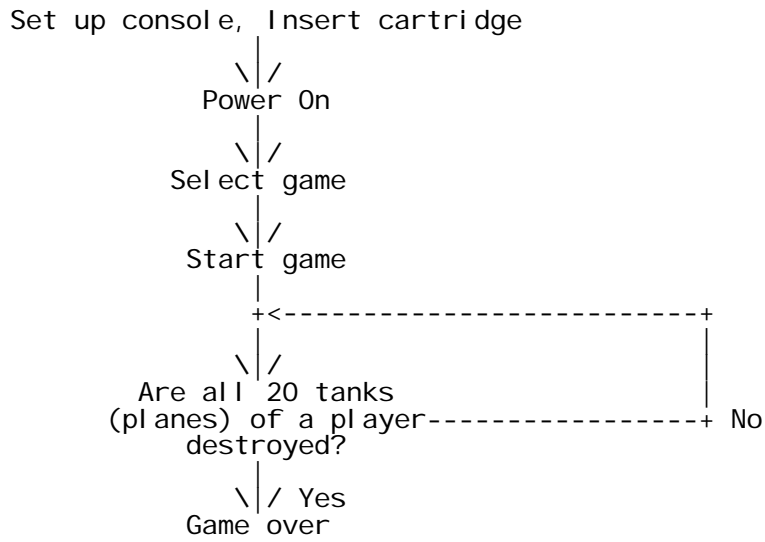 Set up console, Insert cartridge
Power On
Select game
Start game
Are all 20 tanks
(planes) of a player
No
destroyed?
Yes
Game over